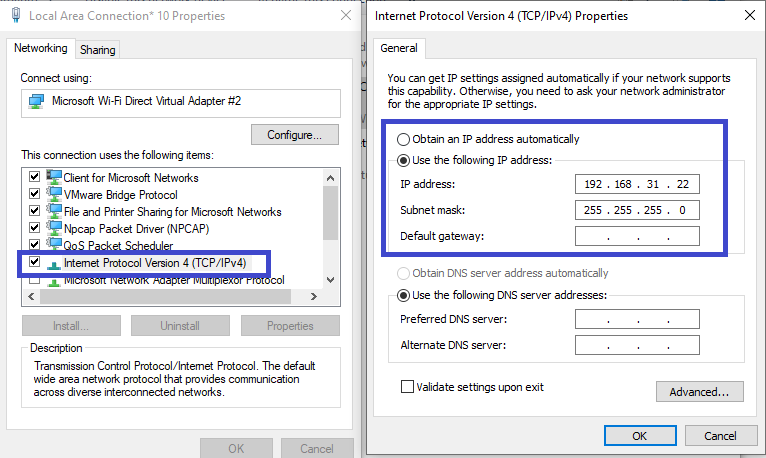 Local Area Connection* 10 Properties
Networking
Sharing
Connect using:
Microsoft Wi-Fi Direct Virtual Adapter #2
Configure...
This connection uses the following items:
Client for Microsoft Networks
VMware Bridge Protocol
File and Printer Sharing for Microsoft Networks
Npcap Packet Driver (NPCAP)
QoS Packet Scheduler
Internet Protocol Version 4 (TCP/IPv4)
Microsoft Network Adapter Multiplexor Protocol
Install...
Uninstall
Properties
Description
Transmission Control Protocol/Internet Protocol. The default
wide area network protocol that provides communication
across diverse interconnected networks.
OK
Cancel
Internet Protocol Version 4 (TCP/IPv4) Properties
General
You can get IP settings assigned automatically if your network supports
this capability. Otherwise, you need to ask your network administrator
for the appropriate IP settings.
Obtain an IP address automatically
Use the following IP address:
IP address: 192 . 168 . 31 . 22
Subnet mask: 255 . 255 . 255 . 0
Default gateway: . . .
Obtain DNS server address automatically
Use the following DNS server addresses:
Preferred DNS server: . . .
Alternate DNS server: . . .
Validate settings upon exit
Advanced...
OK
Cancel